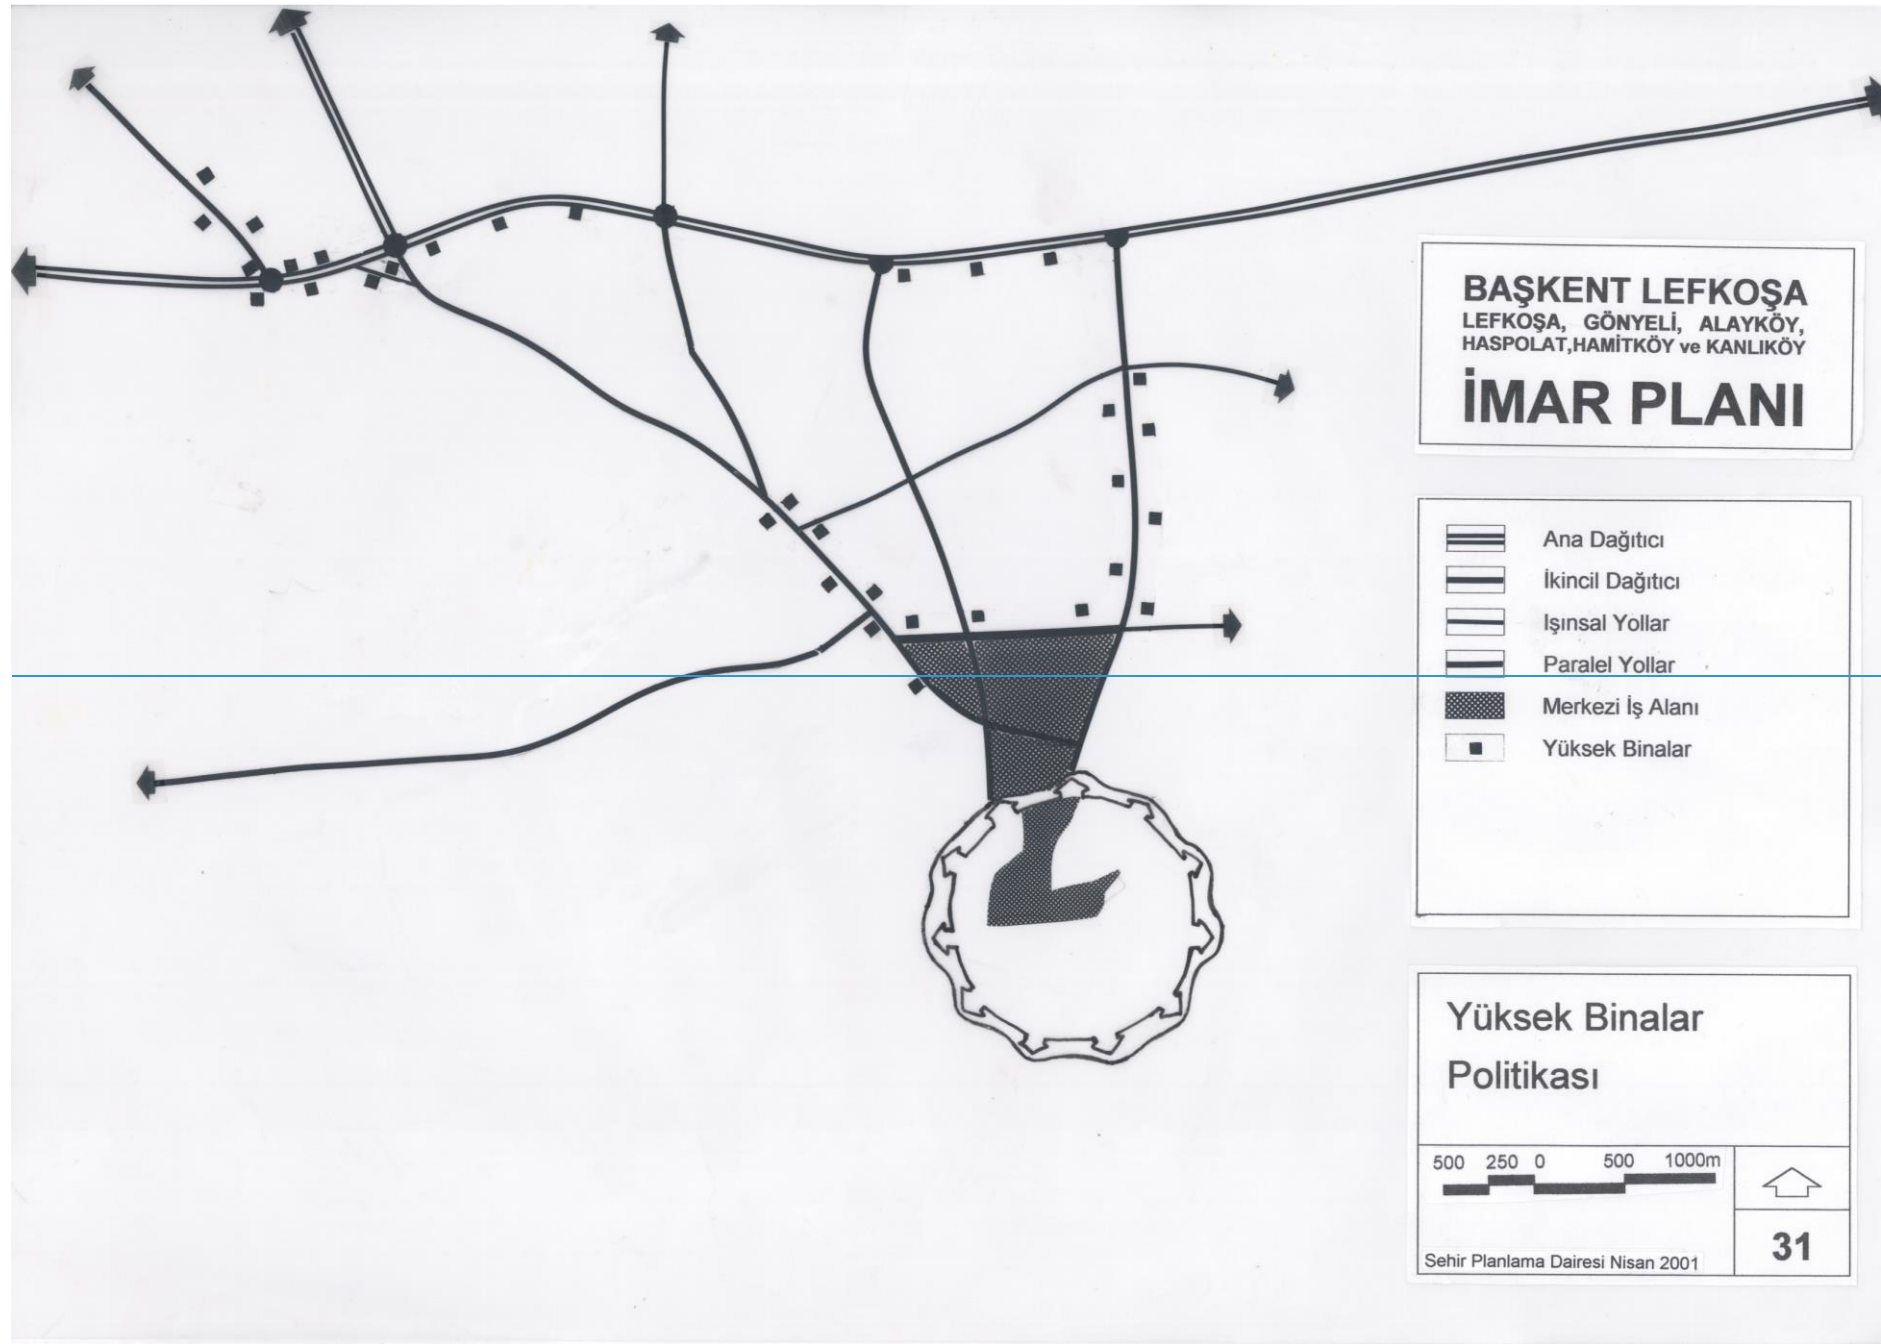 BAŞKENT LEFKOŞA
LEFKOŞA, GÖNYELİ, ALAYKÖY,
HASPOLAT,HAMİTKÖY ve KANLIKÖY
İMAR PLANI
Ana Dağıtıcı
İkincil Dağıtıcı
Işınsal Yollar
Paralel Yollar
Merkezi İş Alanı
Yüksek Binalar
Yüksek Binalar
Politikası
500 250 0 500 1000m
31
Sehir Planlama Dairesi Nisan 2001